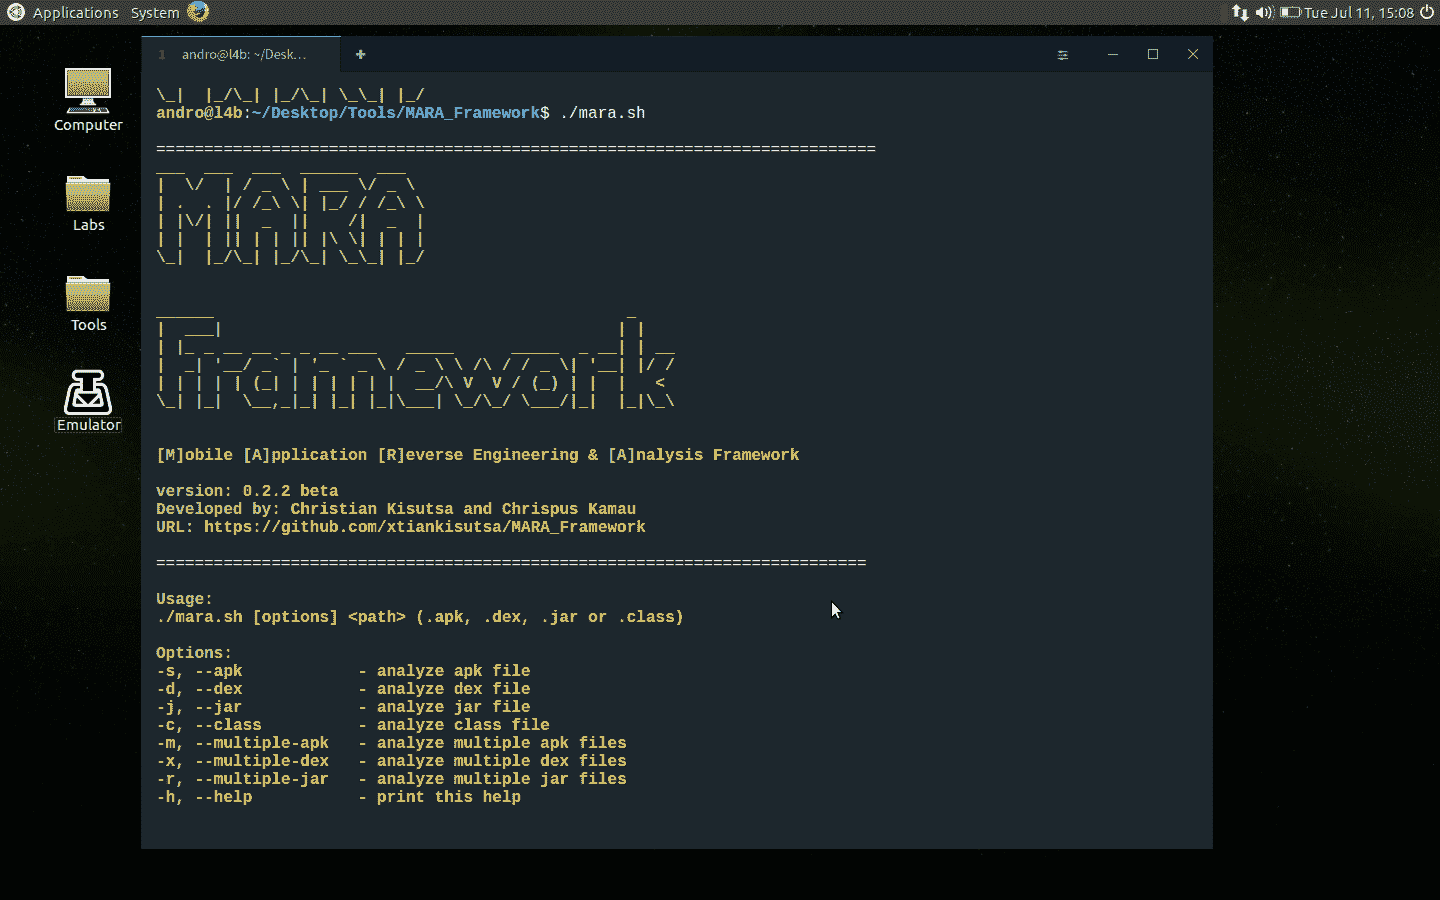 Applications System
Tue Jul 11, 15:08
Computer
Labs
Tools
Emulator
1 andro@l4b: ~/Desk...
\_|  |_/\_| |_/\_| \_\_| |_/
andro@l4b:~/Desktop/Tools/MARA_Framework$ ./mara.sh
===========================================================================
MARA
Framework
[M]obile [A]pplication [R]everse Engineering & [A]nalysis Framework
version: 0.2.2 beta
Developed by: Christian Kisutsa and Chrispus Kamau
URL: https://github.com/xtiankisutsa/MARA_Framework
==========================================================================
Usage:
./mara.sh [options] <path> (.apk, .dex, .jar or .class)
Options:
-s, --apk            - analyze apk file
-d, --dex            - analyze dex file
-j, --jar            - analyze jar file
-c, --class          - analyze class file
-m, --multiple-apk   - analyze multiple apk files
-x, --multiple-dex   - analyze multiple dex files
-r, --multiple-jar   - analyze multiple jar files
-h, --help           - print this help